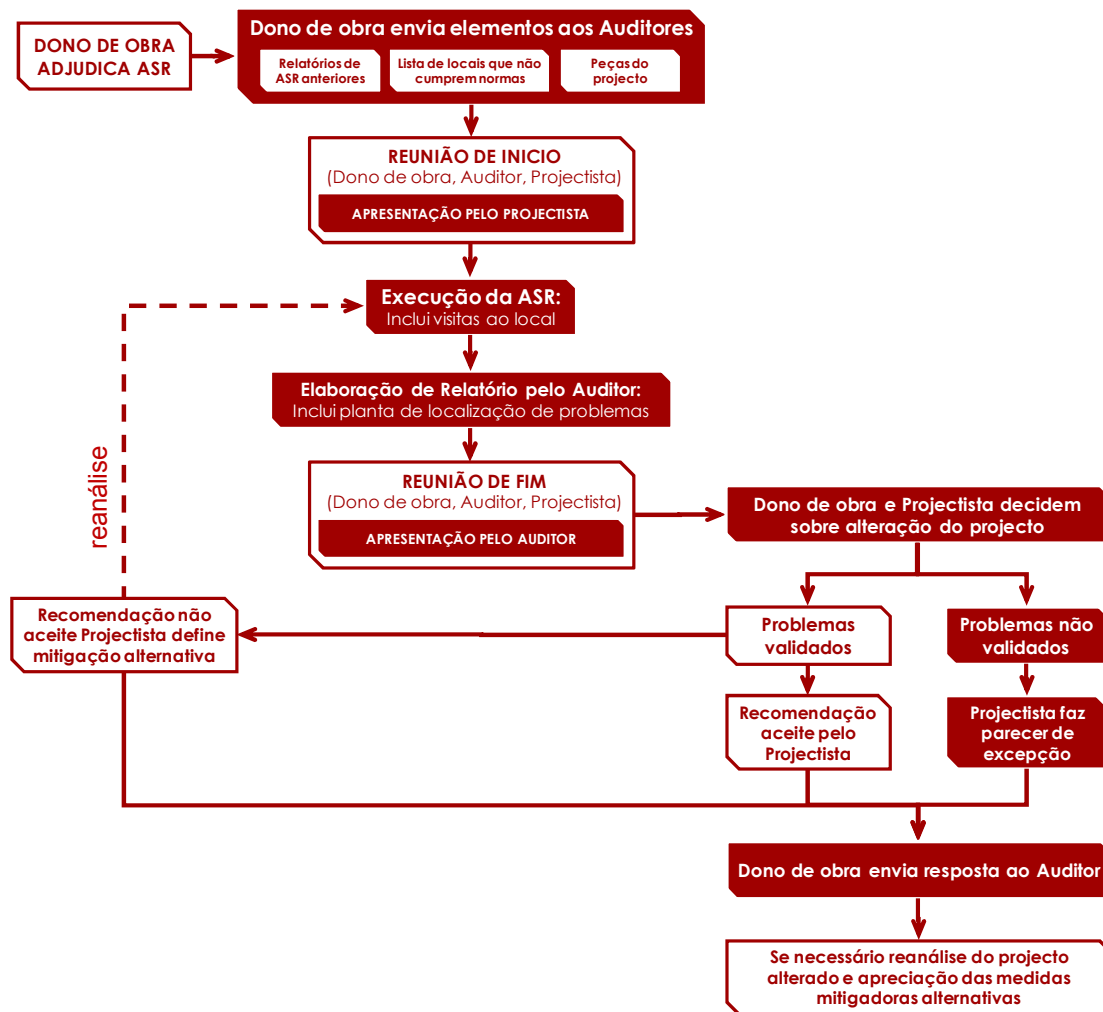 DONO DE OBRA
ADJUDICA ASR
Dono de obra envia elementos aos Auditores
Relatórios de
ASR anteriores
Lista de locais que não
cumprem normas
Peças do
projecto
REUNIÃO DE INICIO
(Dono de obra, Auditor, Projectista)
APRESENTAÇÃO PELO PROJECTISTA
Execução da ASR:
Inclui visitas ao local
Elaboração de Relatório pelo Auditor:
Inclui planta de localização de problemas
REUNIÃO DE FIM
(Dono de obra, Auditor, Projectista)
APRESENTAÇÃO PELO AUDITOR
Dono de obra e Projectista decidem
sobre alteração do projecto
reanálise
Recomendação não
aceite Projectista define
mitigação alternativa
Problemas
validados
Problemas não
validados
Recomendação
aceite pelo
Projectista
Projectista faz
parecer de
excepção
Dono de obra envia resposta ao Auditor
Se necessário reanálise do projecto
alterado e apreciação das medidas
mitigadoras alternativas